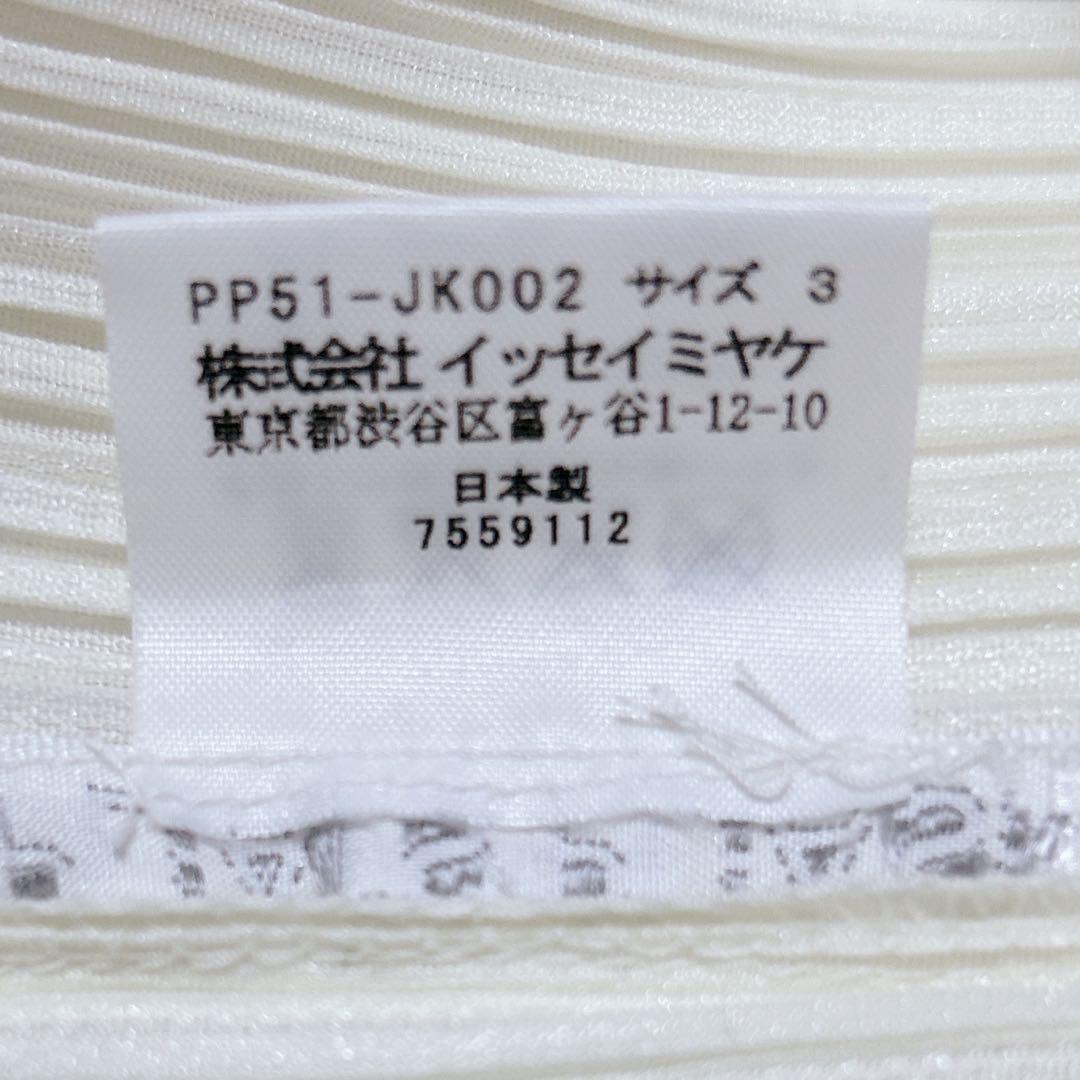 PP51-JK002 サイズ 3
株式会社 イッセイミヤケ
東京都渋谷区富ヶ谷1-12-10
日本製
7559112